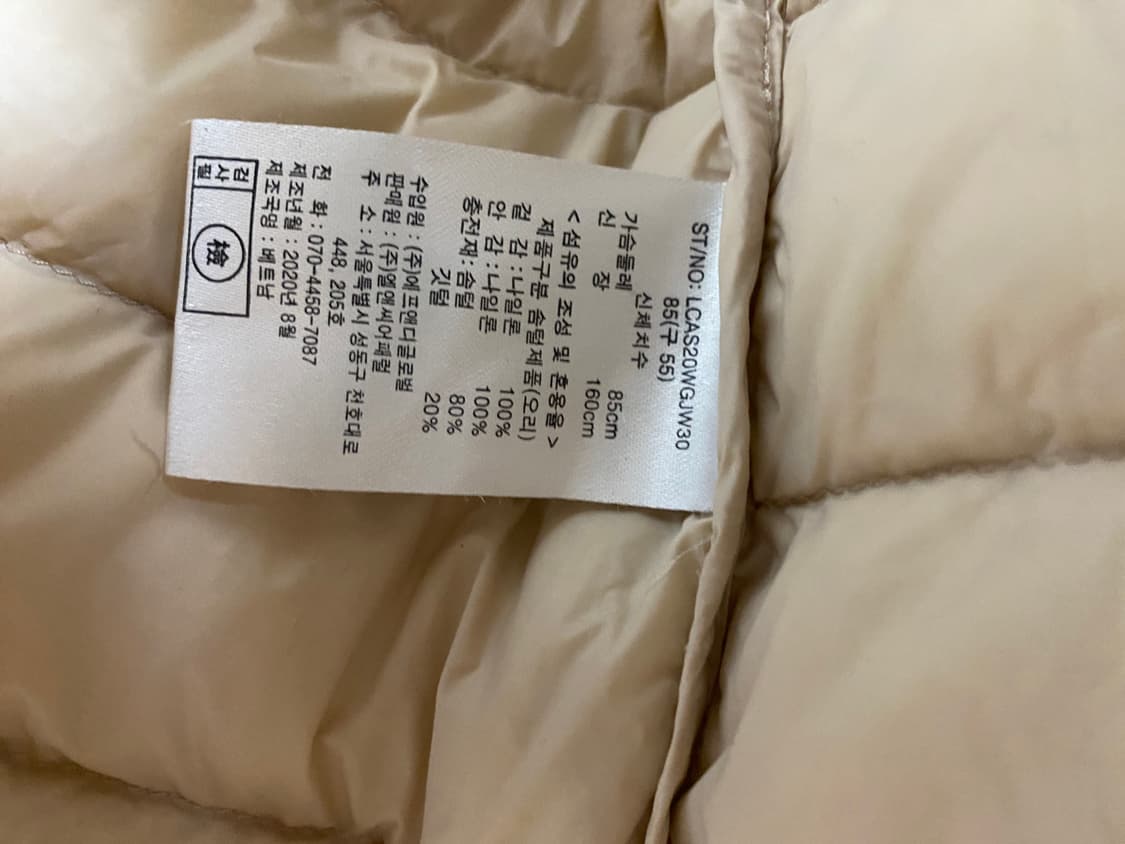 ST/NO: LCAS20WGJW30
85(구 55)
신체치수
가슴둘레 85cm
신 장 160cm
< 섬유의 조성 및 혼용율 >
제품구분 솜털제품(오리)
겉 감 : 나일론 100%
안 감 : 나일론 100%
충전재: 솜털 80%
깃털 20%
수입원 : (주)에프앤디글로벌
판매원 : (주)엘앤씨어패럴
주 소 : 서울특별시 성동구 천호대로
448, 205호
전 화 : 070-4458-7087
제조년월 : 2020년 8월
제조국명 : 베트남
검사필 檢